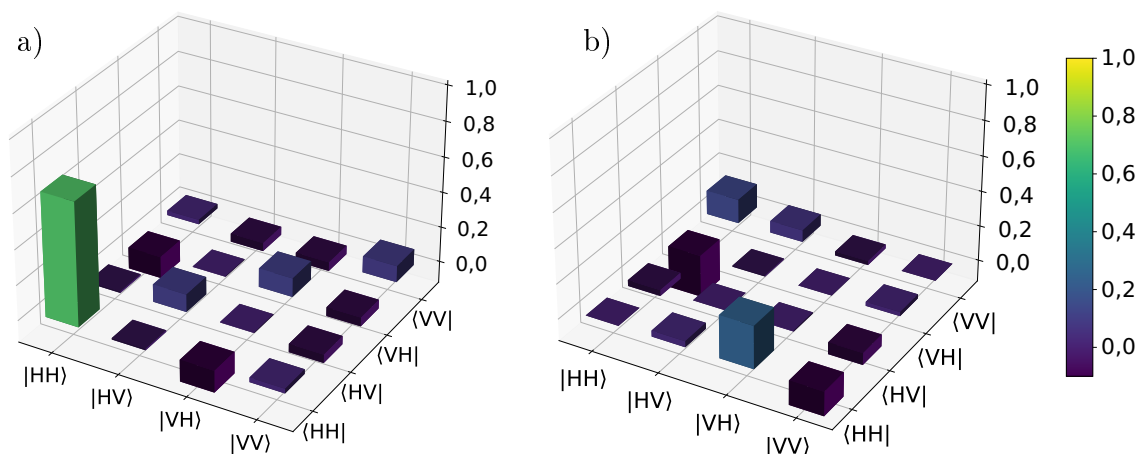 a)
1,0
0,8
0,6
0,4
0,2
0,0
|HH⟩
|HV⟩
|VH⟩
|VV⟩
⟨HH|
⟨HV|
⟨VH|
⟨VV|
b)
1,0
0,8
0,6
0,4
0,2
0,0
|HH⟩
|HV⟩
|VH⟩
|VV⟩
⟨HH|
⟨HV|
⟨VH|
⟨VV|
1,0
0,8
0,6
0,4
0,2
0,0